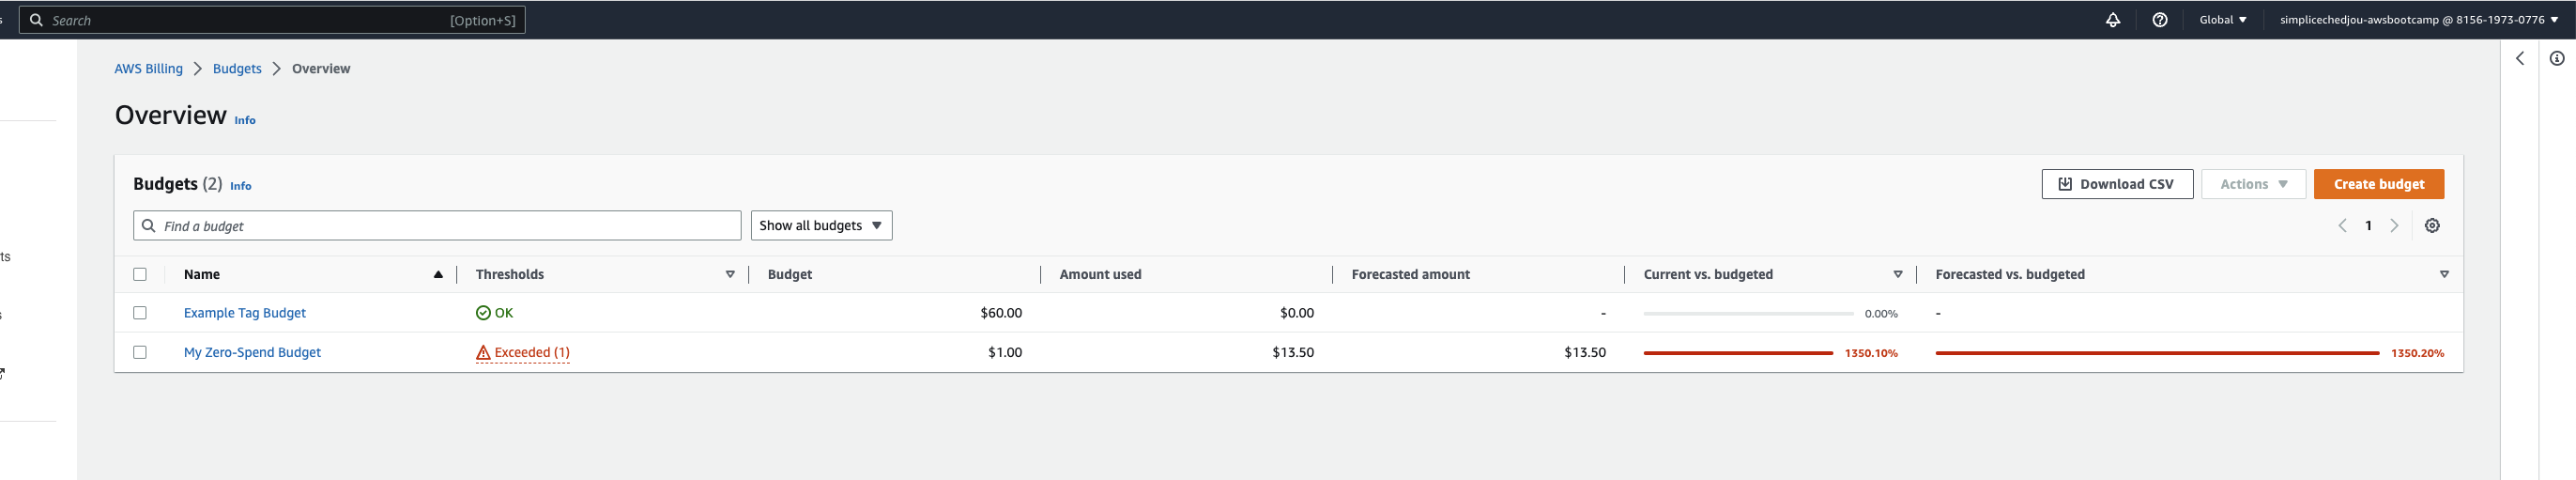 s
Search [Option+S]
Global simplicechedjou-awsbootcamp @ 8156-1973-0776
AWS Billing Budgets Overview
Overview Info
Budgets (2) Info
Download CSV Actions Create budget
Find a budget Show all budgets 1
Name Thresholds Budget Amount used Forecasted amount Current vs. budgeted Forecasted vs. budgeted
Example Tag Budget OK $60.00 $0.00 - 0.00% -
My Zero-Spend Budget Exceeded (1) $1.00 $13.50 $13.50 1350.10% 1350.20%
ts
s